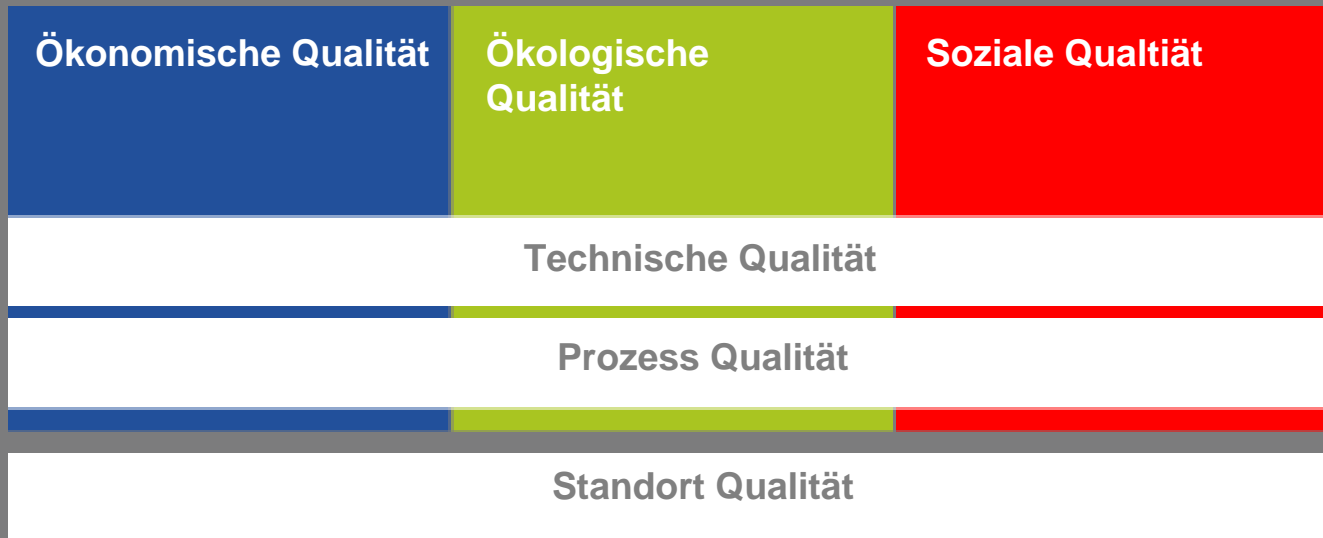 Ökonomische Qualität
Ökologische
Qualität
Soziale Qualtiät
Technische Qualität
Prozess Qualität
Standort Qualität